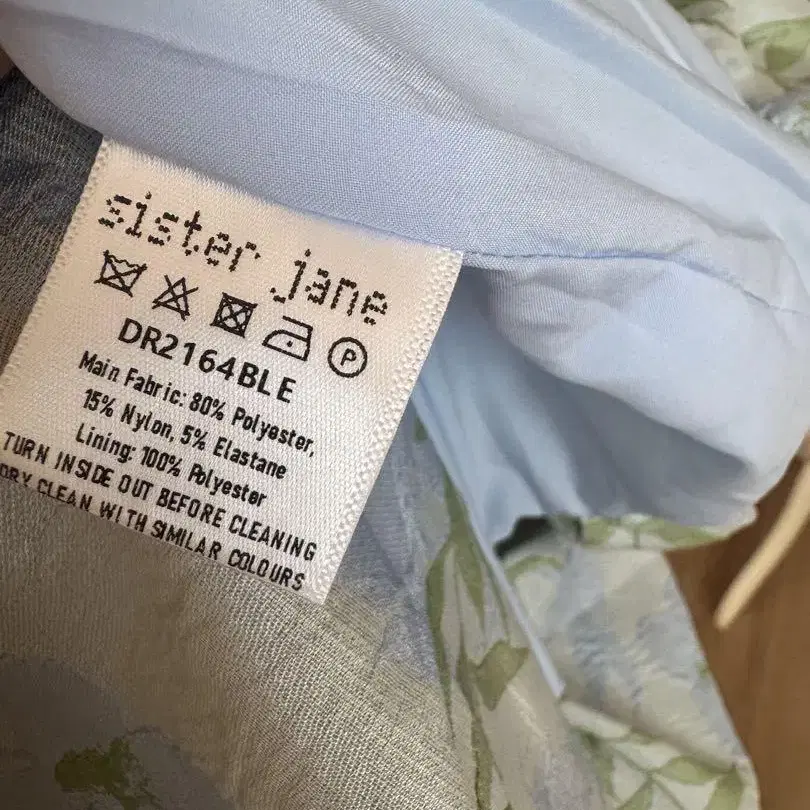 sister jane
P
DR2164BLE
Main Fabric: 80% Polyester,
15% Nylon, 5% Elastane
Lining: 100% Polyester
TURN INSIDE OUT BEFORE CLEANING
DRY CLEAN WITH SIMILAR COLOURS